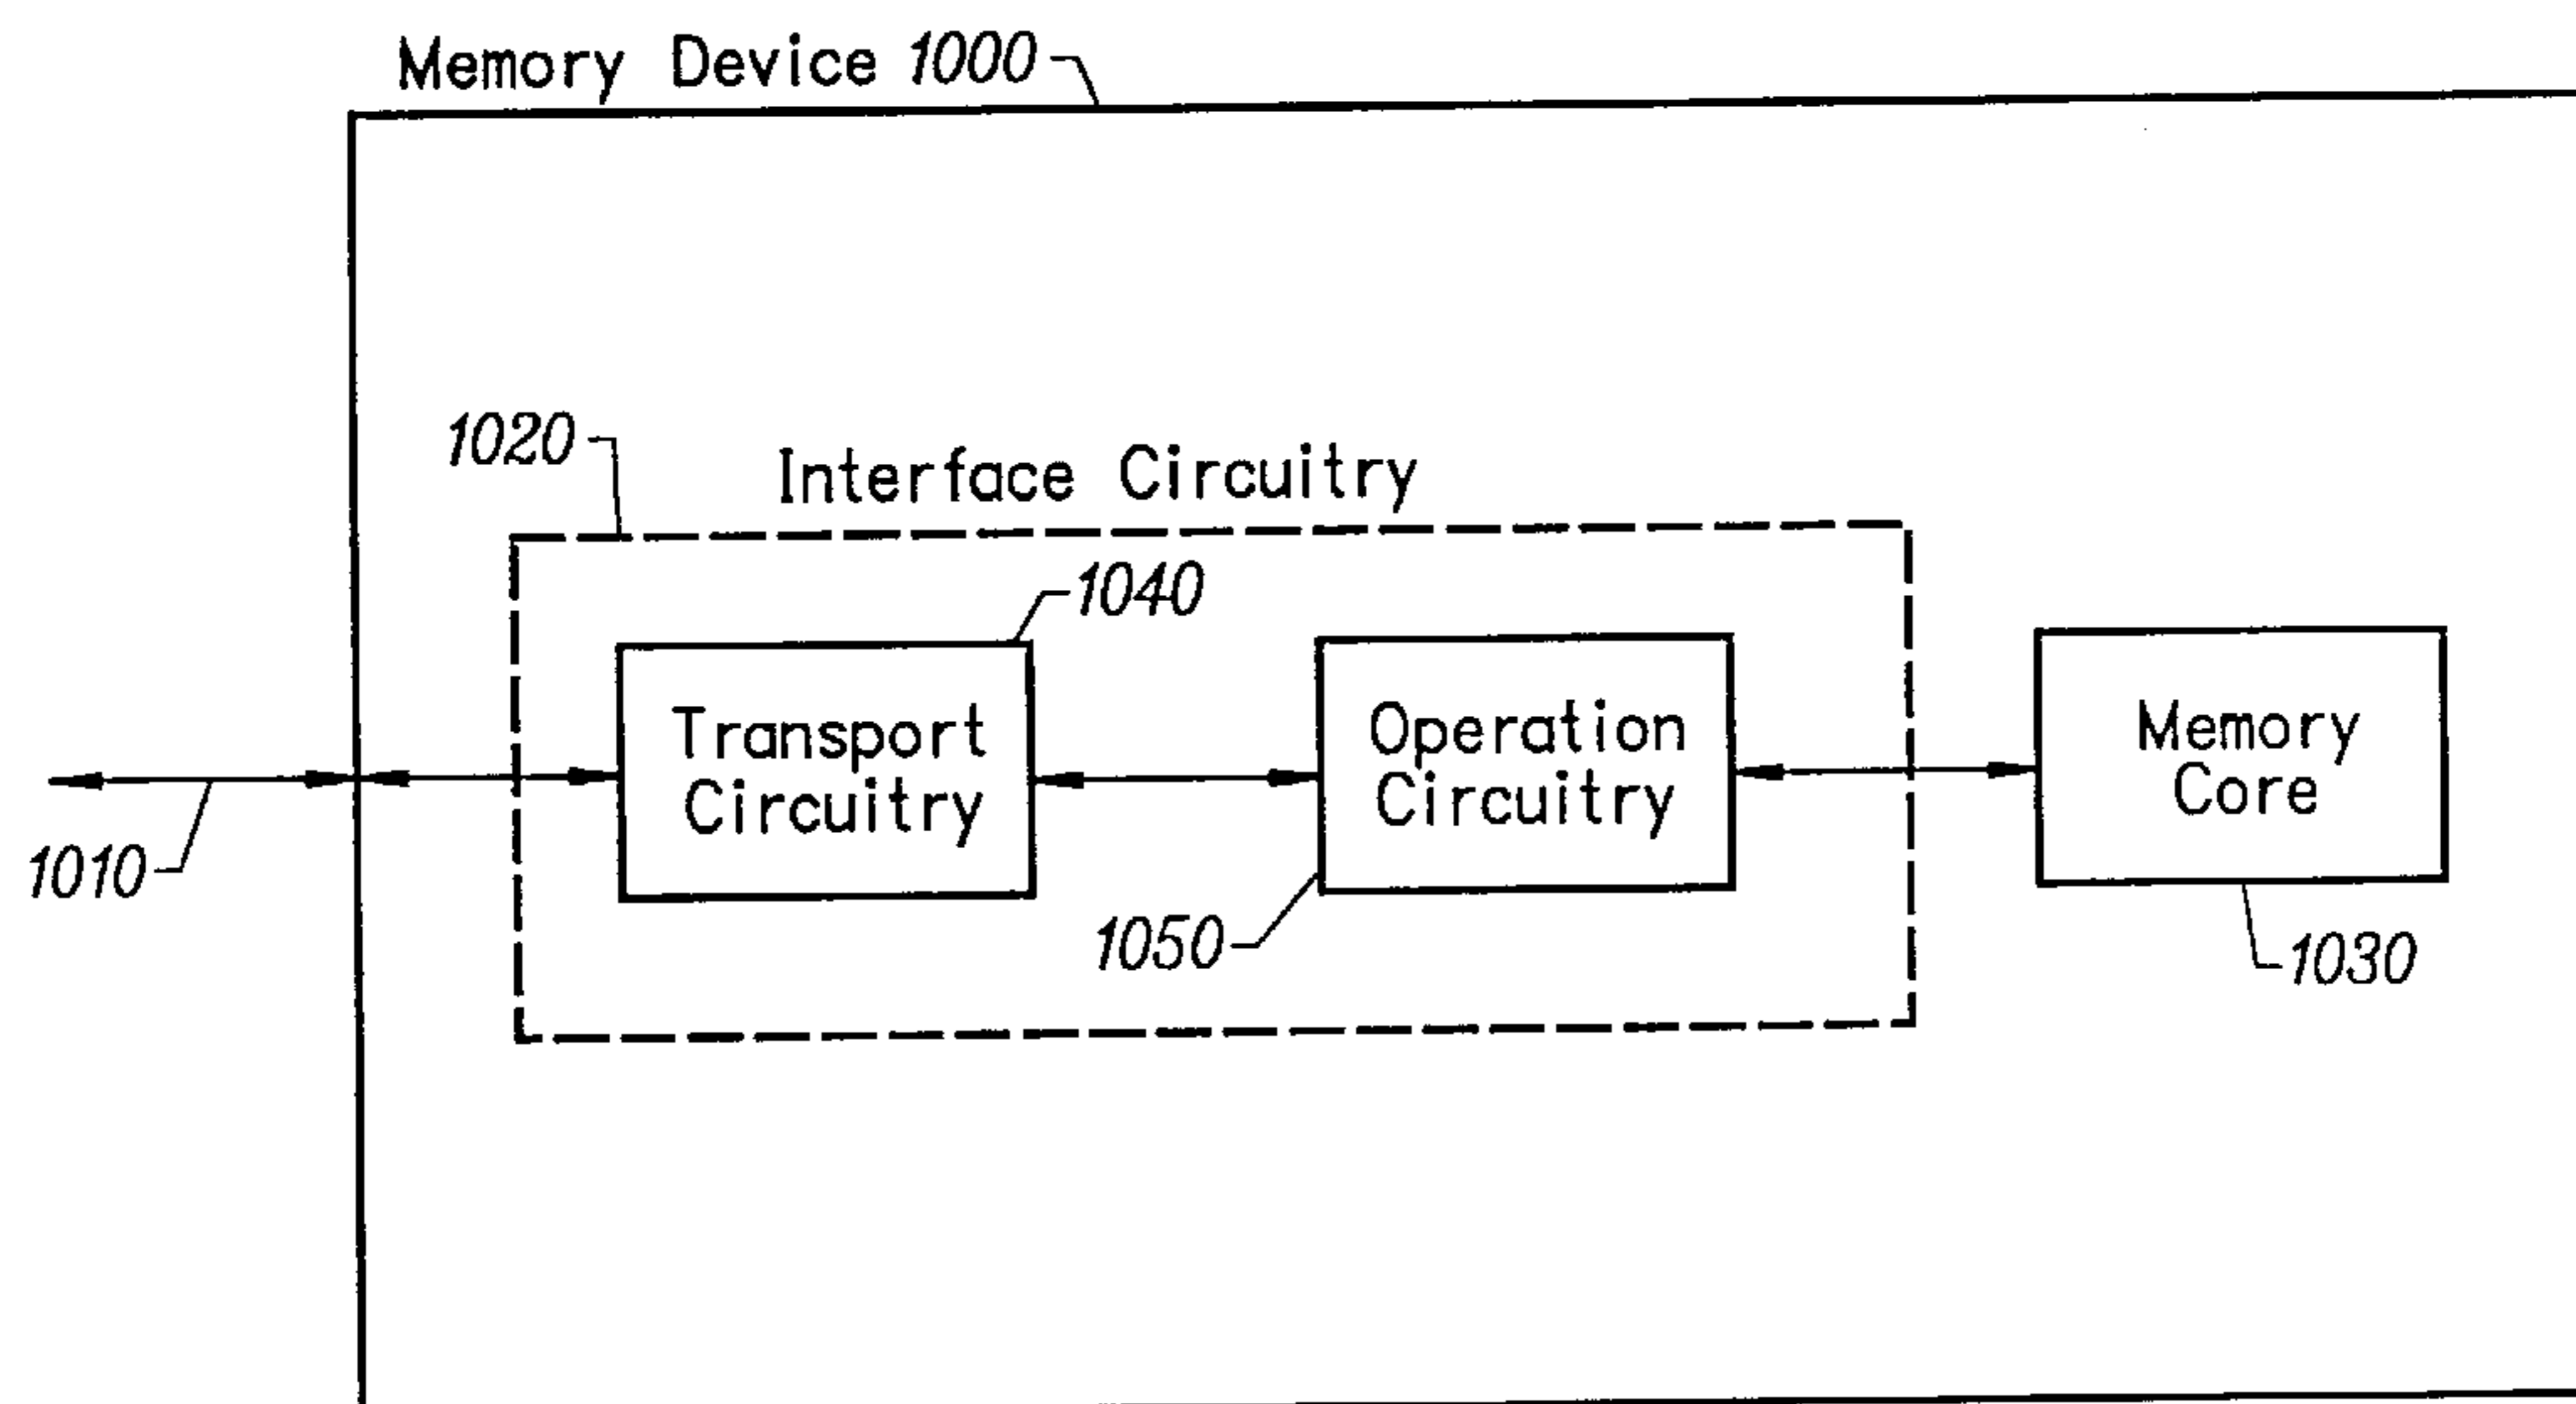 Memory Device 1000
1020
Interface Circuitry
1040
Transport
Circuitry
Operation
Circuitry
Memory
Core
1010
1050
1030